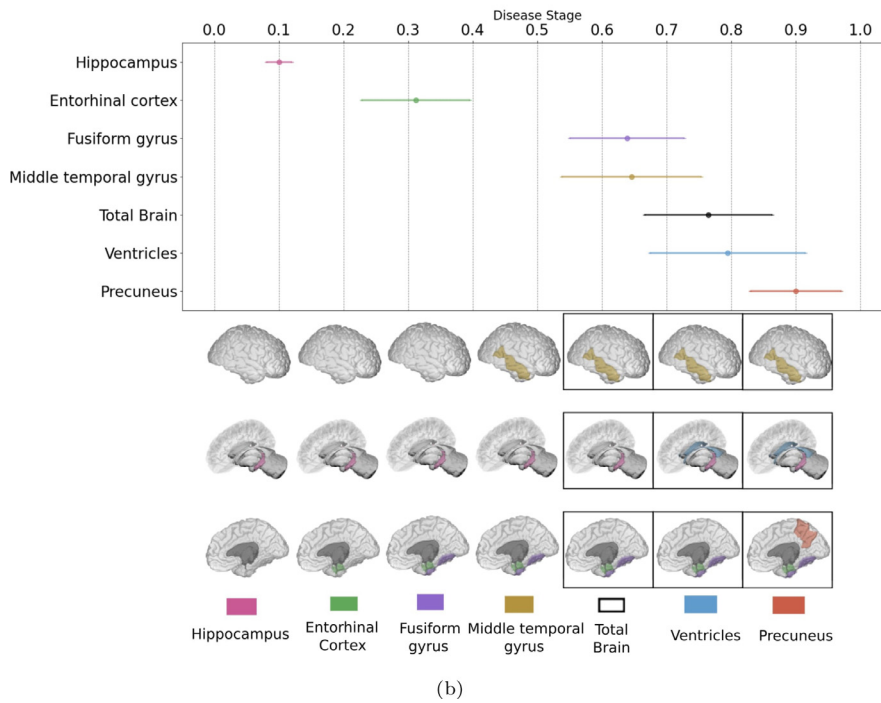 Disease Stage
0.0 0.1 0.2 0.3 0.4 0.5 0.6 0.7 0.8 0.9 1.0
Hippocampus
Entorhinal cortex
Fusiform gyrus
Middle temporal gyrus
Total Brain
Ventricles
Precuneus
Hippocampus
Entorhinal
Cortex
Fusiform
gyrus
Middle temporal
gyrus
Total
Brain
Ventricles
Precuneus
(b)